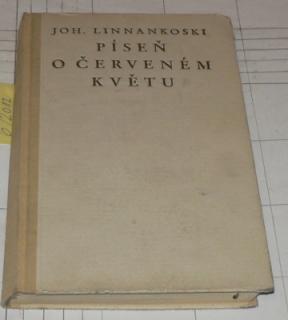 JOH. LINNANKOSKI
PÍSEŇ
O ČERVENÉM
KVĚTU